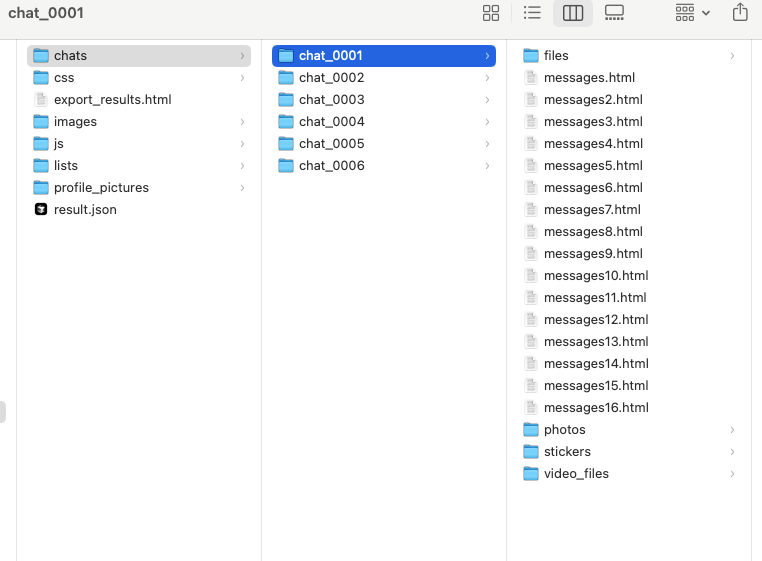 chat_0001
chats
css
export_results.html
images
js
lists
profile_pictures
result.json
chat_0001
chat_0002
chat_0003
chat_0004
chat_0005
chat_0006
files
messages.html
messages2.html
messages3.html
messages4.html
messages5.html
messages6.html
messages7.html
messages8.html
messages9.html
messages10.html
messages11.html
messages12.html
messages13.html
messages14.html
messages15.html
messages16.html
photos
stickers
video_files